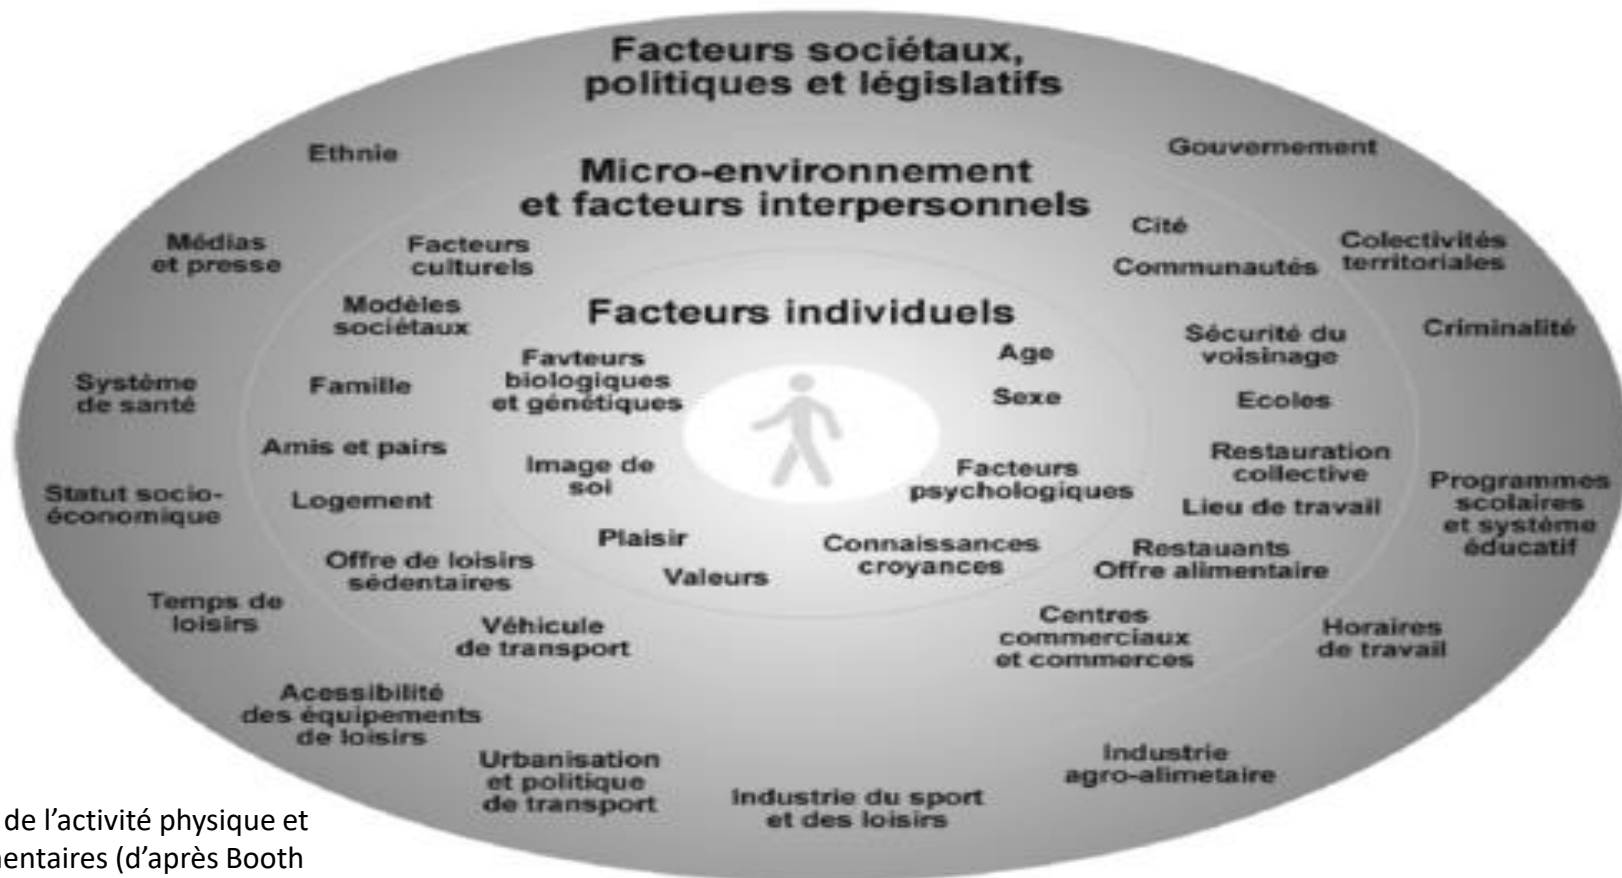 Facteurs sociétaux,
politiques et législatifs
Ethnie
Gouvernement
Micro-environnement
et facteurs interpersonnels
Médias
et presse
Facteurs
culturels
Cité
Communautés
Colectivités
territoriales
Modèles
sociétaux
Facteurs individuels
Sécurité du
voisinage
Criminalité
Système
de santé
Famille
Favteurs
biologiques
et génétiques
Age
Sexe
Ecoles
Amis et pairs
Image de
soi
Facteurs
psychologiques
Restauration
collective
Statut socio-
économique
Logement
Lieu de travail
Programmes
scolaires
et système
éducatif
Plaisir
Valeurs
Connaissances
croyances
Restauants
Offre alimentaire
Offre de loisirs
sédentaires
Temps de
loisirs
Véhicule
de transport
Centres
commerciaux
et commerces
Horaires
de travail
Acessibilité
des équipements
de loisirs
Urbanisation
et politique
de transport
Industrie du sport
et des loisirs
Industrie
agro-alimetaire
de l’activité physique et
entaires (d’après Booth